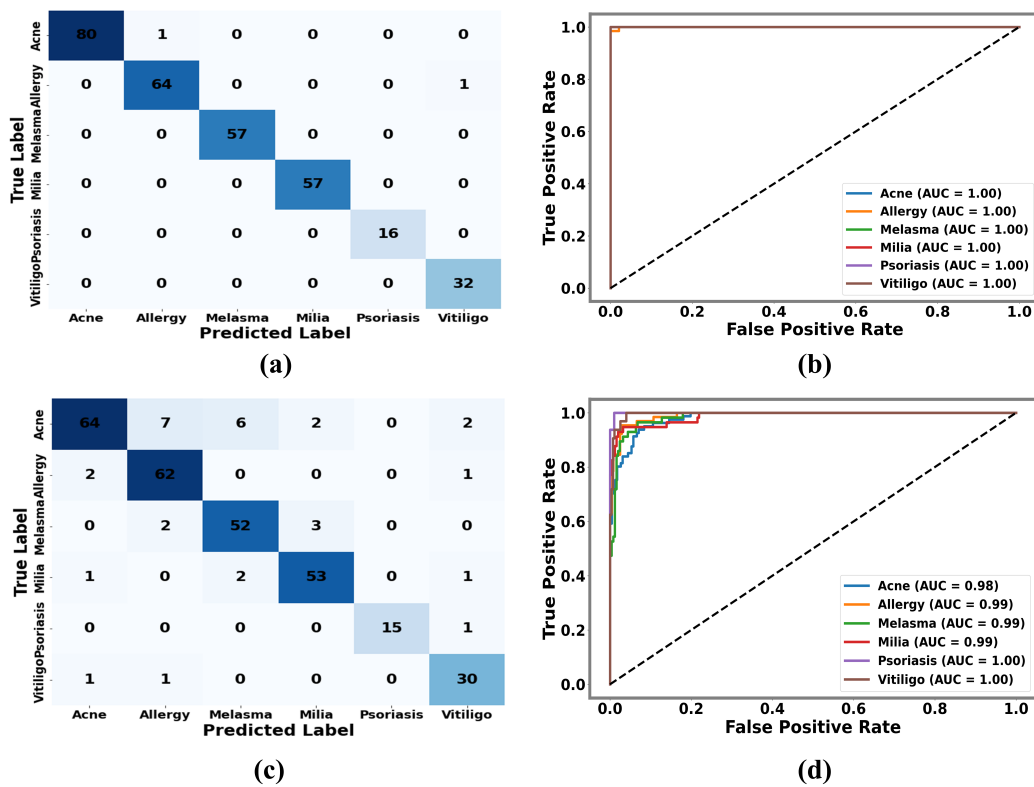 True Label
Acne 80 1 0 0 0 0
Allergy 0 64 0 0 0 1
Melasma 0 0 57 0 0 0
Milia 0 0 0 57 0 0
Psoriasis 0 0 0 0 16 0
Vitiligo 0 0 0 0 0 32
Acne Allergy Melasma Milia Psoriasis Vitiligo
Predicted Label
(a)
True Positive Rate
1.0
0.8
0.6
0.4
0.2
0.0
Acne (AUC = 1.00)
Allergy (AUC = 1.00)
Melasma (AUC = 1.00)
Milia (AUC = 1.00)
Psoriasis (AUC = 1.00)
Vitiligo (AUC = 1.00)
0.0 0.2 0.4 0.6 0.8 1.0
False Positive Rate
(b)
True Label
Acne 64 7 6 2 0 2
Allergy 2 62 0 0 0 1
Melasma 0 2 52 3 0 0
Milia 1 0 2 53 0 1
Psoriasis 0 0 0 0 15 1
Vitiligo 1 1 0 0 0 30
Acne Allergy Melasma Milia Psoriasis Vitiligo
Predicted Label
(c)
True Positive Rate
1.0
0.8
0.6
0.4
0.2
0.0
Acne (AUC = 0.98)
Allergy (AUC = 0.99)
Melasma (AUC = 0.99)
Milia (AUC = 0.99)
Psoriasis (AUC = 1.00)
Vitiligo (AUC = 1.00)
0.0 0.2 0.4 0.6 0.8 1.0
False Positive Rate
(d)